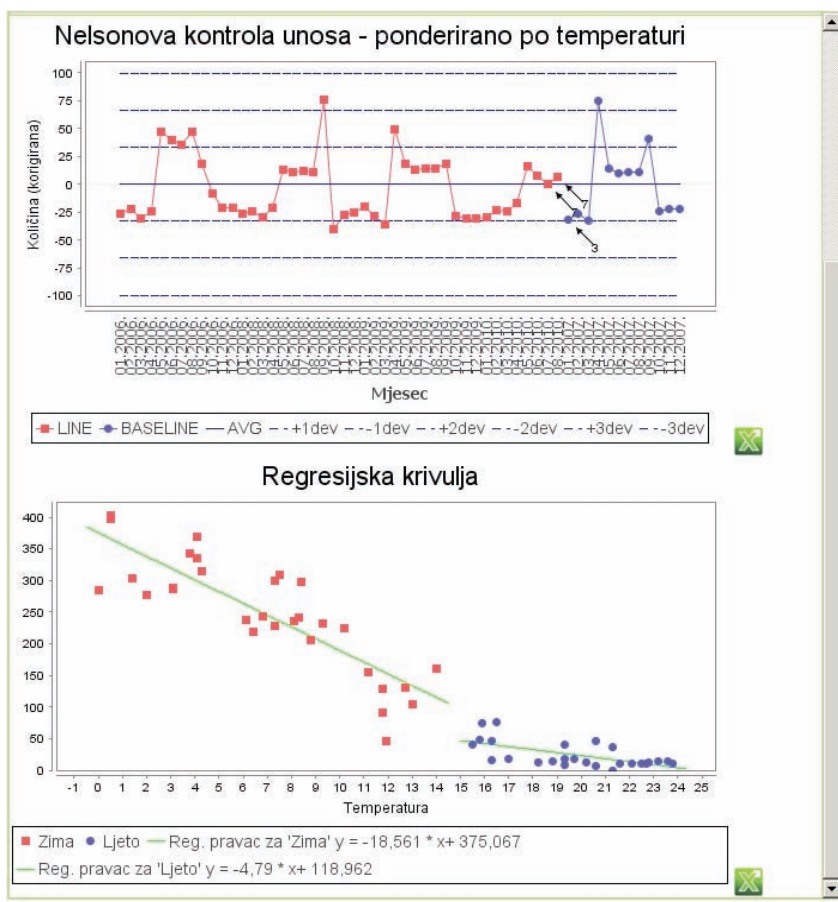 Nelsonova kontrola unosa - ponderirano po temperaturi
Količina (korigirana)
100
75
50
25
0
-25
-50
-75
-100
7
7
3
Mjesec
LINE BASELINE AVG +1dev -1dev +2dev -2dev +3dev -3dev
Regresijska krivulja
400
350
300
250
200
150
100
50
0
-1 0 1 2 3 4 5 6 7 8 9 10 11 12 13 14 15 16 17 18 19 20 21 22 23 24 25
Temperatura
Zima Ljeto Reg. pravac za 'Zima' y = -18,561 * x+ 375,067
Reg. pravac za 'Ljeto' y = -4,79 * x+ 118,962